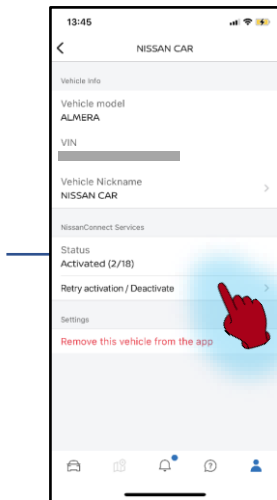 13:45
NISSAN CAR
Vehicle Info
Vehicle model
ALMERA
VIN
Vehicle Nickname
NISSAN CAR
NissanConnect Services
Status
Activated (2/18)
Retry activation / Deactivate
Settings
Remove this vehicle from the app